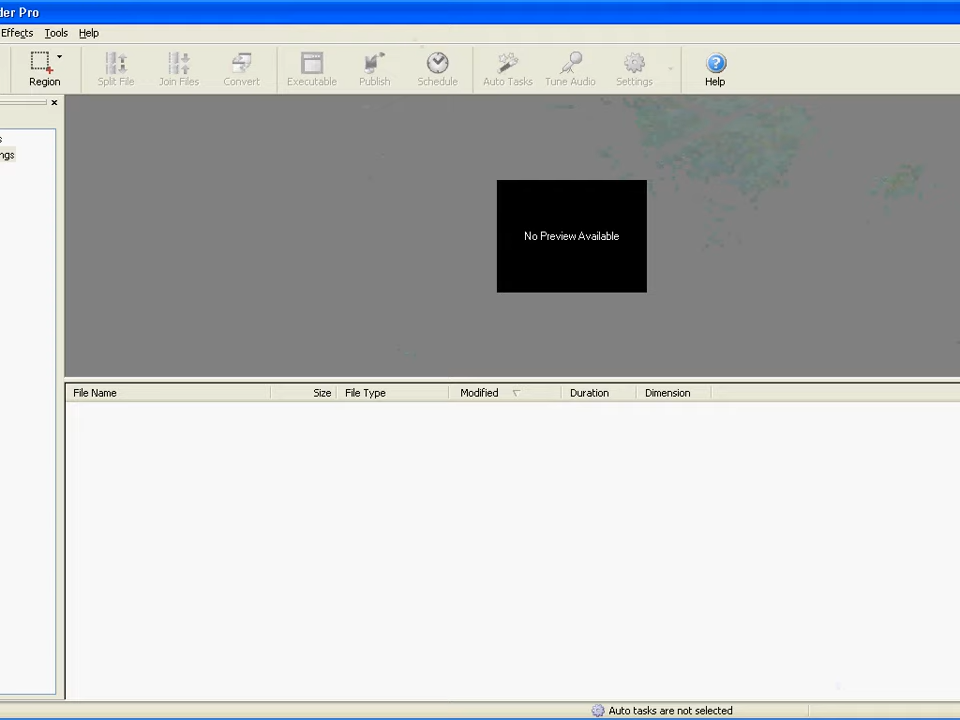 der Pro
Effects Tools Help
Region Split File Join Files Convert Executable Publish Schedule Auto Tasks Tune Audio Settings Help
s
ngs
No Preview Available
File Name Size File Type Modified Duration Dimension
Auto tasks are not selected